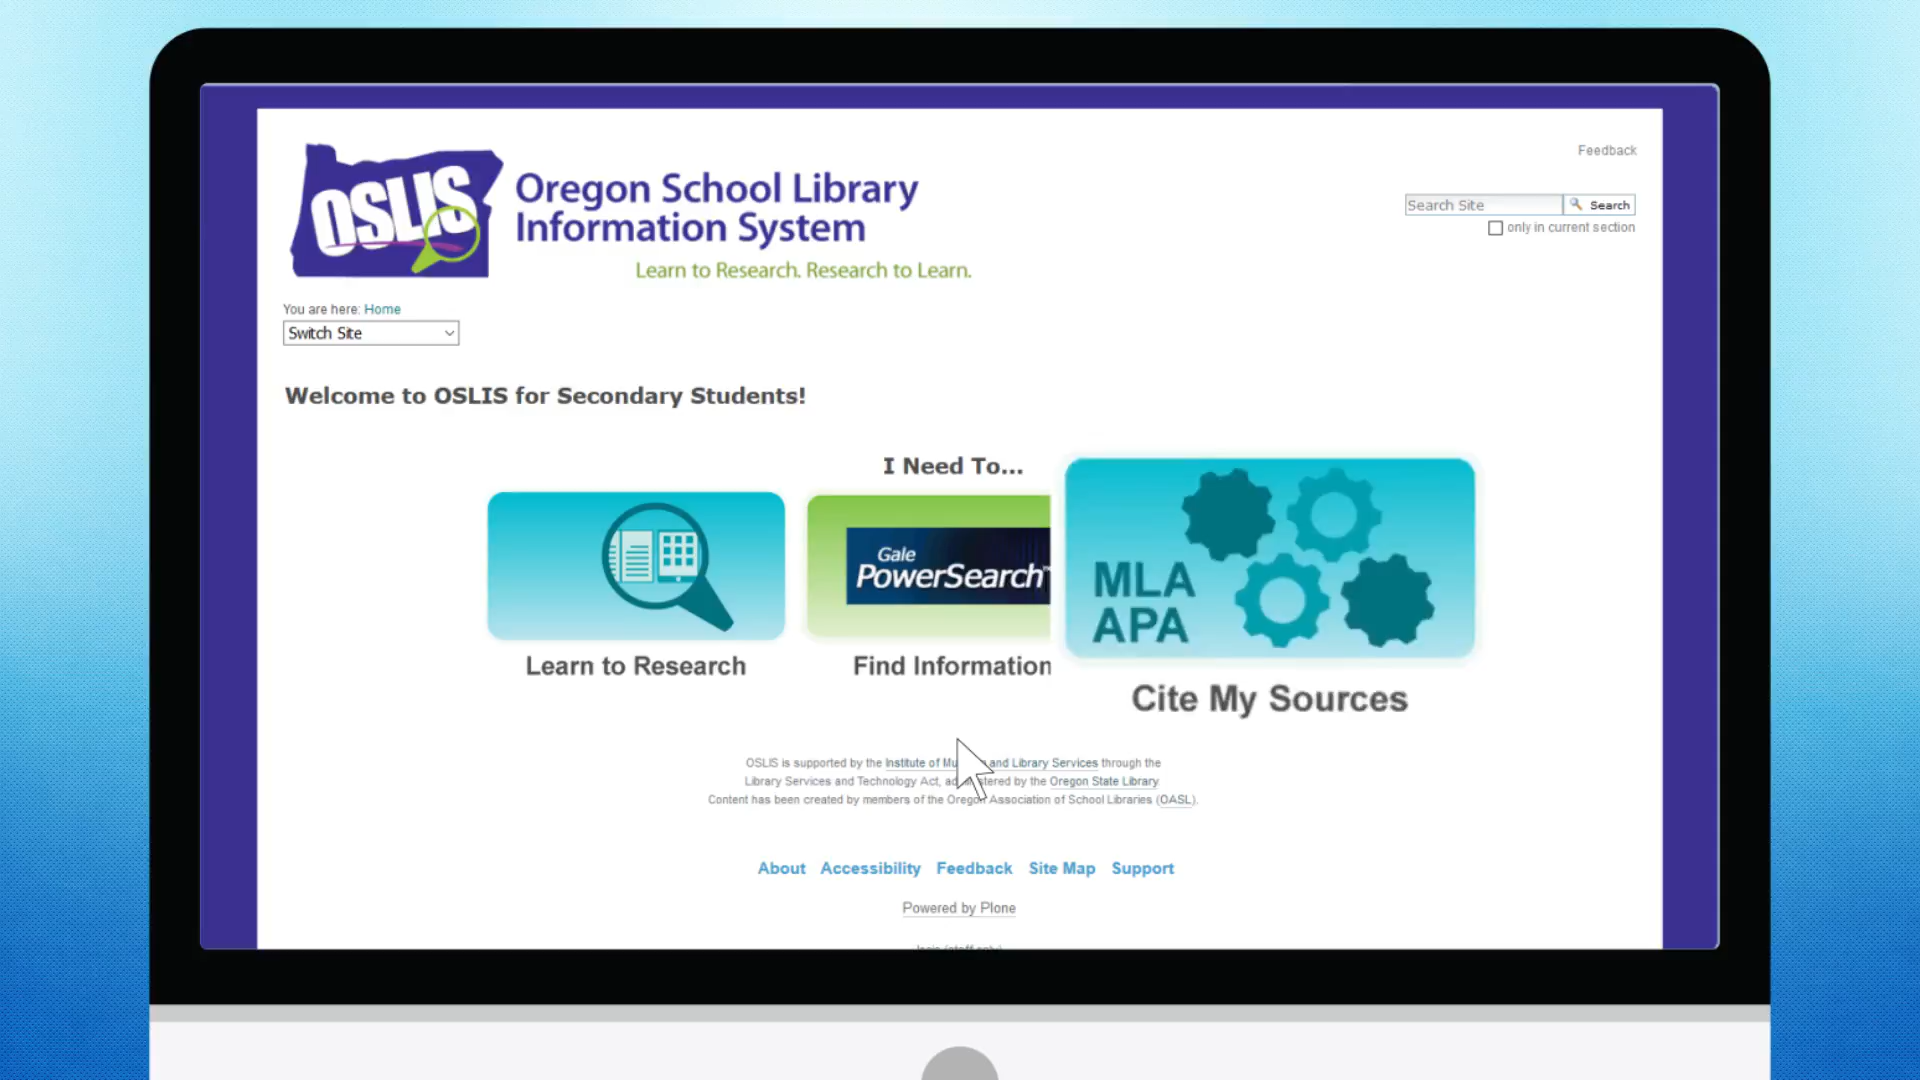 Feedback
OSLIS
Oregon School Library
Information System
Learn to Research. Research to Learn.
Search Site
Search
only in current section
You are here: Home
Switch Site
Welcome to OSLIS for Secondary Students!
I Need To...
Gale
PowerSearch
MLA
APA
Learn to Research
Find Information
Cite My Sources
OSLIS is supported by the Institute of and Library Services through the
Library Services and Technology Act, by the Oregon State Library.
Content has been created by members of the Oregon Association of School Libraries (OASL).
About Accessibility Feedback Site Map Support
Powered by Plone